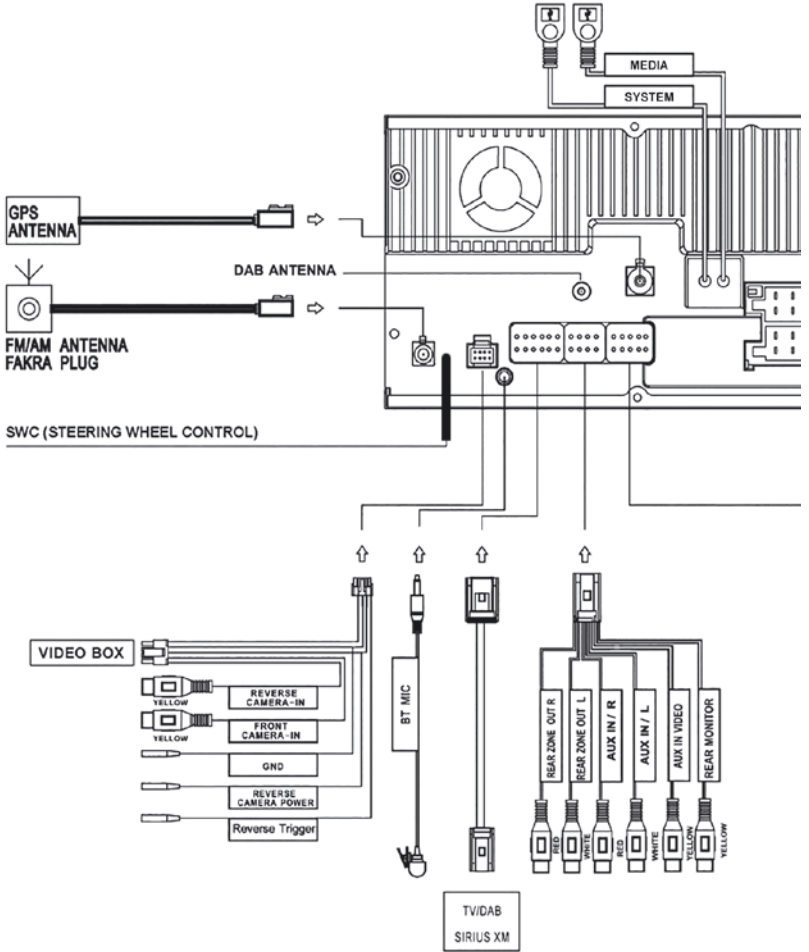 MEDIA
SYSTEM
GPS
ANTENNA
DAB ANTENNA
FM/AM ANTENNA
FAKRA PLUG
SWC (STEERING WHEEL CONTROL)
VIDEO BOX
YELLOW
REVERSE
CAMERA-IN
YELLOW
FRONT
CAMERA-IN
GND
REVERSE
CAMERA POWER
Reverse Trigger
BT MIC
TV/DAB
SIRIUS XM
REAR ZONE OUT R
REAR ZONE OUT L
AUX IN / R
AUX IN / L
AUX IN VIDEO
REAR MONITOR
RED
WHITE
RED
WHITE
YELLOW
YELLOW